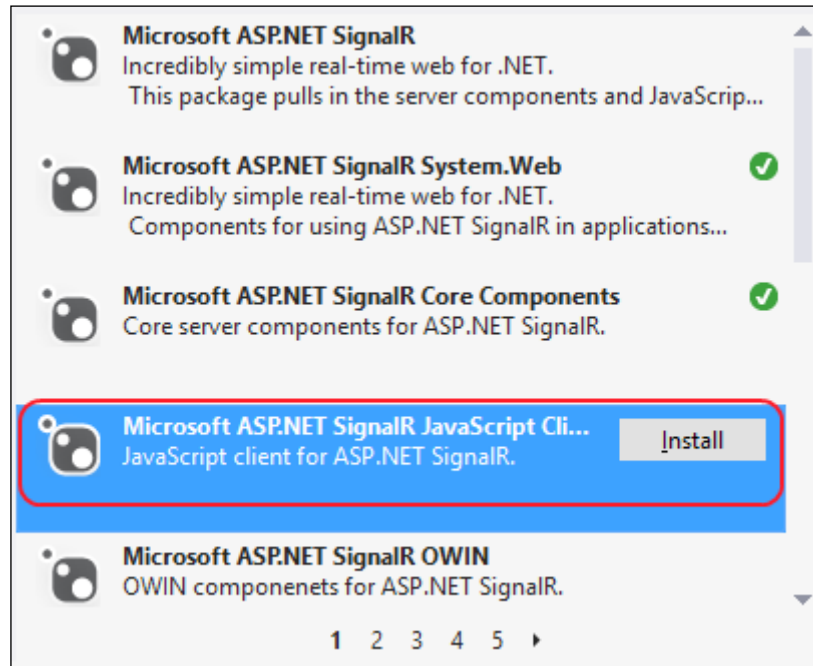 Microsoft ASP.NET SignalR
Incredibly simple real-time web for .NET.
This package pulls in the server components and JavaScrip...
Microsoft ASP.NET SignalR System.Web
Incredibly simple real-time web for .NET.
Components for using ASP.NET SignalR in applications...
Microsoft ASP.NET SignalR Core Components
Core server components for ASP.NET SignalR.
Microsoft ASP.NET SignalR JavaScript Cli...
Install
JavaScript client for ASP.NET SignalR.
Microsoft ASP.NET SignalR OWIN
OWIN componenets for ASP.NET SignalR.
1 2 3 4 5